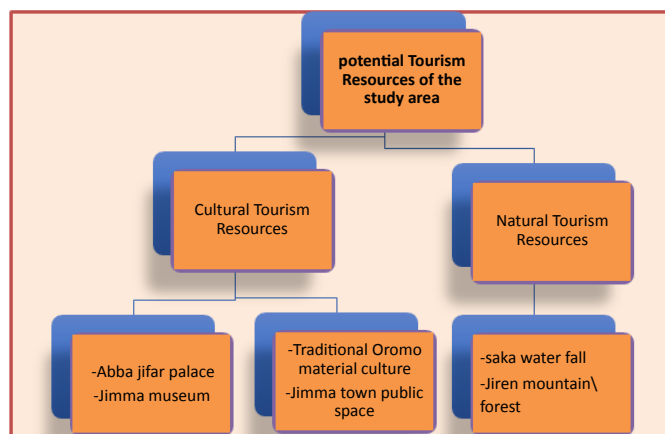 potential Tourism
Resources of the
study area
Cultural Tourism
Resources
Natural Tourism
Resources
-Abba jifar palace
-Jimma museum
-Traditional Oromo
material culture
-Jimma town public
space
-saka water fall
-Jiren mountain\
forest